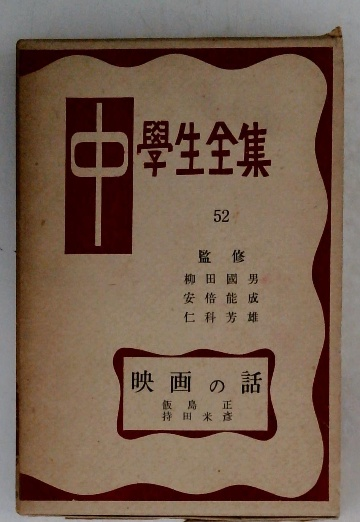 中學生全集
52
監修
柳田國男
安倍能成
仁科芳雄
映画の話
飯島正
持田米彥